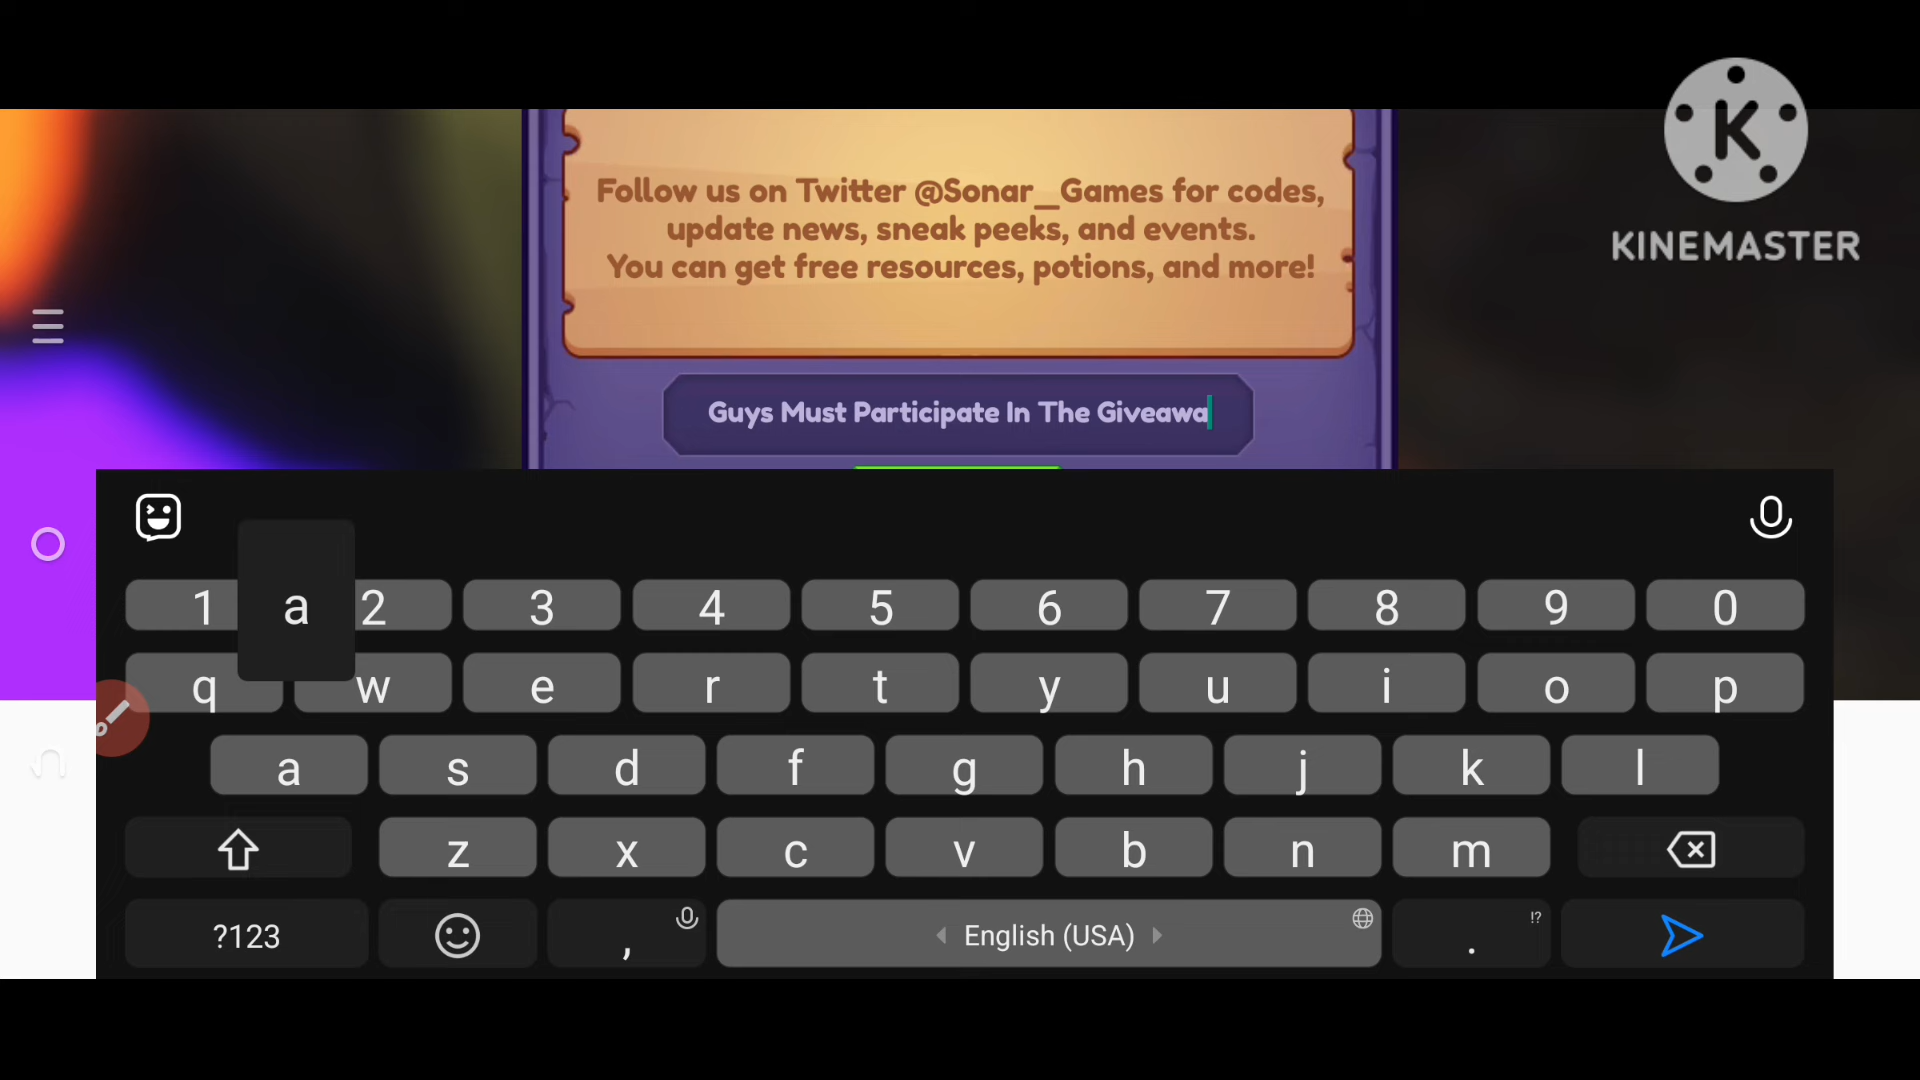 Follow us on Twitter @Sonar_Games for codes,
update news, sneak peeks, and events.
You can get free resources, potions, and more!
K
KINEMASTER
Guys Must Participate In The Giveawa
1 a 2 3 4 5 6 7 8 9 0
q w e r t y u i o p
a s d f g h j k l
z x c v b n m
?123 , English (USA) . !?